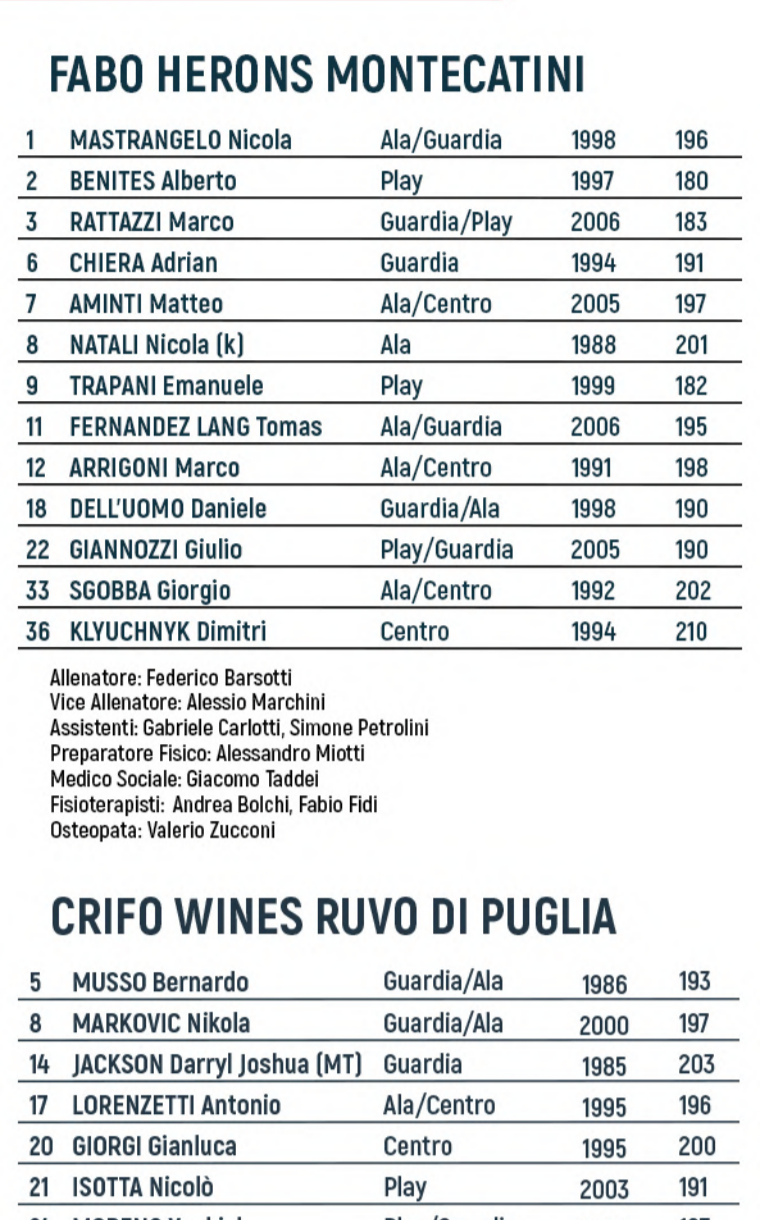 FABO HERONS MONTECATINI
1 MASTRANGELO Nicola Ala/Guardia 1998 196
2 BENITES Alberto Play 1997 180
3 RATTAZZI Marco Guardia/Play 2006 183
6 CHIERA Adrian Guardia 1994 191
7 AMINTI Matteo Ala/Centro 2005 197
8 NATALI Nicola (k) Ala 1988 201
9 TRAPANI Emanuele Play 1999 182
11 FERNANDEZ LANG Tomas Ala/Guardia 2006 195
12 ARRIGONI Marco Ala/Centro 1991 198
18 DELL'UOMO Daniele Guardia/Ala 1998 190
22 GIANNOZZI Giulio Play/Guardia 2005 190
33 SGOBBA Giorgio Ala/Centro 1992 202
36 KLYUCHNYK Dimitri Centro 1994 210
Allenatore: Federico Barsotti
Vice Allenatore: Alessio Marchini
Assistenti: Gabriele Carlotti, Simone Petrolini
Preparatore Fisico: Alessandro Miotti
Medico Sociale: Giacomo Taddei
Fisioterapisti: Andrea Bolchi, Fabio Fidi
Osteopata: Valerio Zucconi
CRIFO WINES RUVO DI PUGLIA
5 MUSSO Bernardo Guardia/Ala 1986 193
8 MARKOVIC Nikola Guardia/Ala 2000 197
14 JACKSON Darryl Joshua (MT) Guardia 1985 203
17 LORENZETTI Antonio Ala/Centro 1995 196
20 GIORGI Gianluca Centro 1995 200
21 ISOTTA Nicolò Play 2003 191